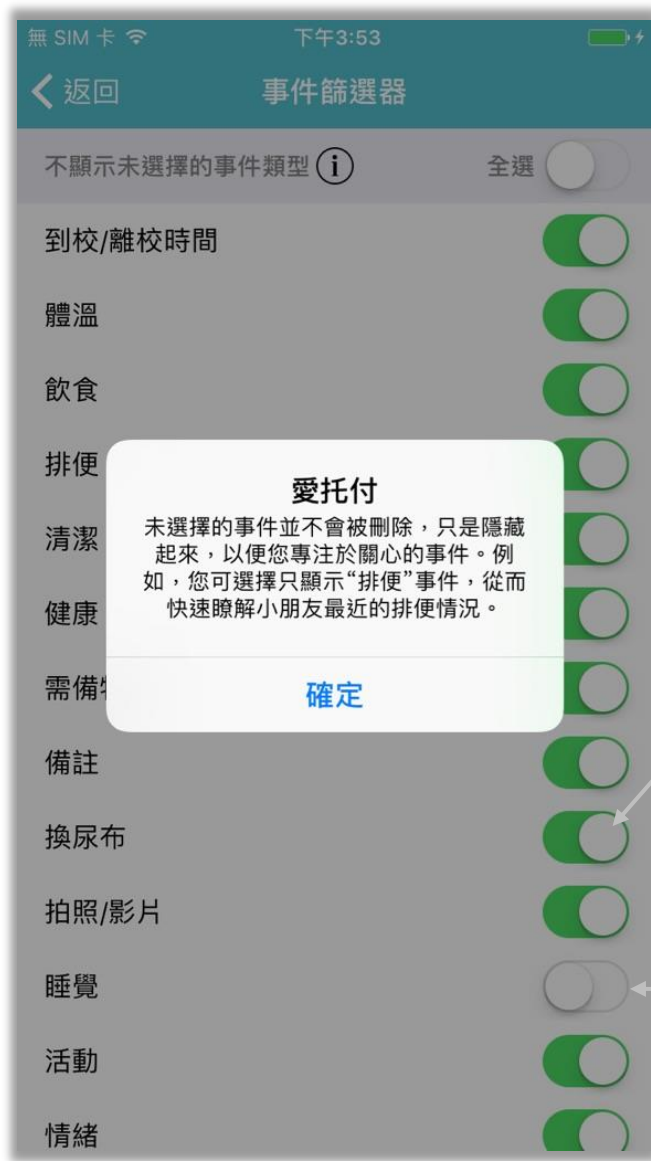 無 SIM 卡
下午3:53
返回
事件篩選器
不顯示未選擇的事件類型 i
全選
到校/離校時間
體溫
飲食
排便
愛托付
未選擇的事件並不會被刪除，只是隱藏
清潔
起來，以便您專注於關心的事件。例
如，您可選擇只顯示“排便”事件，從而
快速瞭解小朋友最近的排便情況。
健康
需備
確定
備註
換尿布
拍照/影片
睡覺
活動
情緒